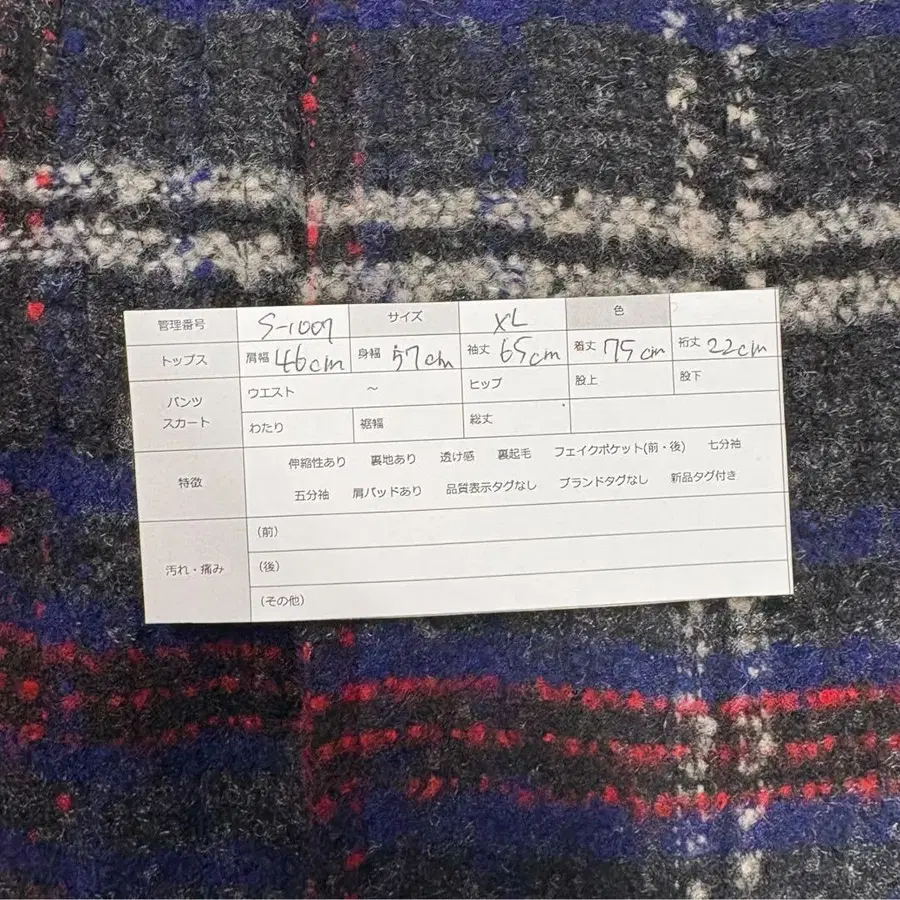 管理番号 S-1007 サイズ XL 色
トップス 肩幅 46cm 身幅 57cm 袖丈 65cm 着丈 75cm 裄丈 22cm
パンツ スカート ウエスト ～ ヒップ 股上 股下
わたり 裾幅 総丈
特徴 伸縮性あり 裏地あり 透け感 裏起毛 フェイクポケット(前・後) 七分袖
五分袖 肩パッドあり 品質表示タグなし ブランドタグなし 新品タグ付き
汚れ・痛み (前)
(後)
(その他)